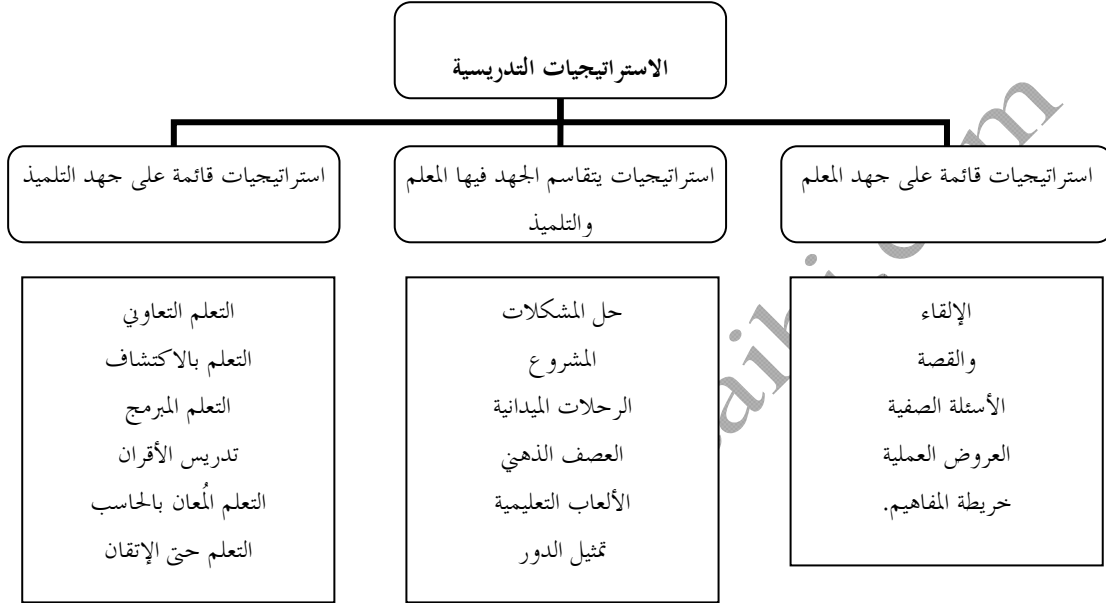 الاستراتيجيات التدريسية
استراتيجيات قائمة على جهد المعلم
استراتيجيات يتقاسم الجهد فيها المعلم
والتلميذ
استراتيجيات قائمة على جهد التلميذ
الإلقاء
والقصة
الأسئلة الصفية
العروض العملية
خريطة المفاهيم.
حل المشكلات
المشروع
الرحلات الميدانية
العصف الذهني
الألعاب التعليمية
تمثيل الدور
التعلم التعاوني
التعلم بالاكتشاف
التعلم المبرمج
تدريس الأقران
التعلم المُعان بالحاسب
التعلم حتى الإتقان